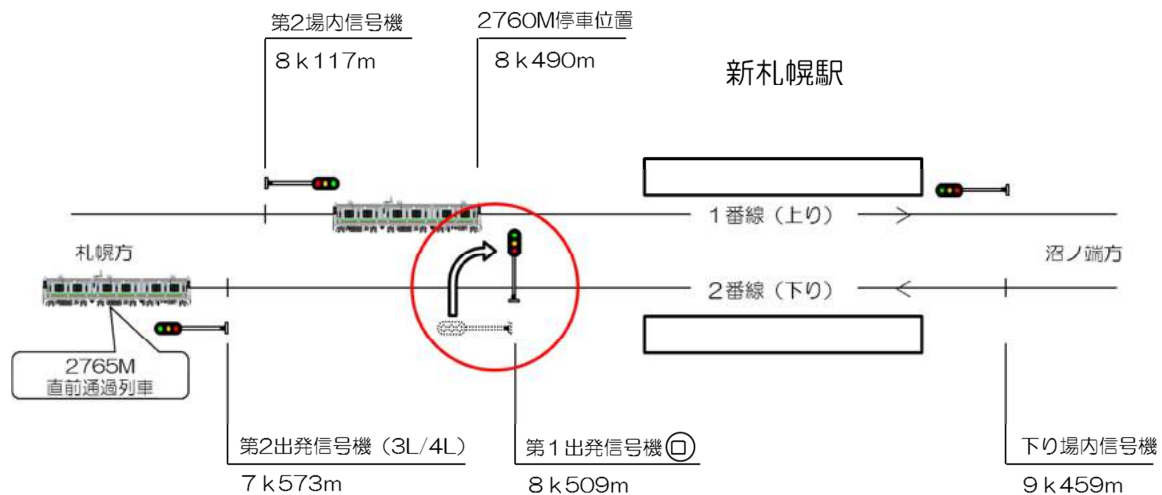 第2場内信号機
8k117m
2760M停車位置
8k490m
新札幌駅
1番線（上り）
札幌方
沼ノ端方
2番線（下り）
2765M
直前通過列車
第2出発信号機（3L/4L）
7k573m
第1出発信号機ロ
8k509m
下り場内信号機
9k459m